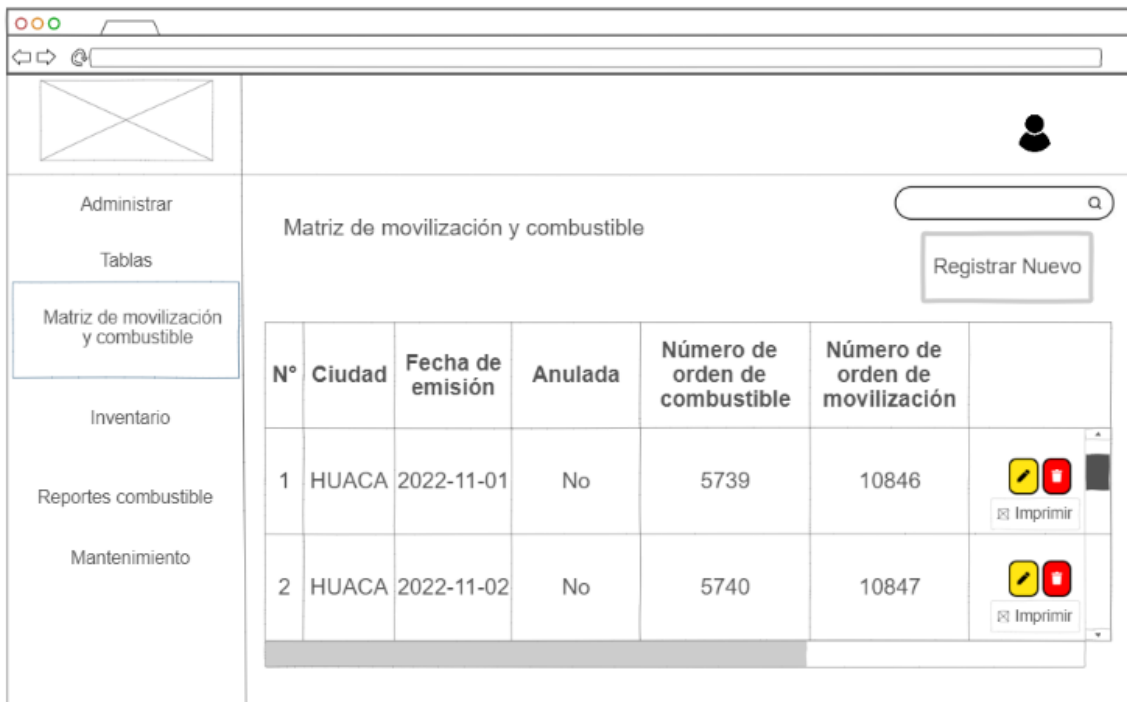 Administrar
Tablas
Matriz de movilización
y combustible
Inventario
Reportes combustible
Mantenimiento
Matriz de movilización y combustible
Registrar Nuevo
N° Ciudad Fecha de emisión Anulada Número de orden de combustible Número de orden de movilización
1 HUACA 2022-11-01 No 5739 10846
Imprimir
2 HUACA 2022-11-02 No 5740 10847
Imprimir